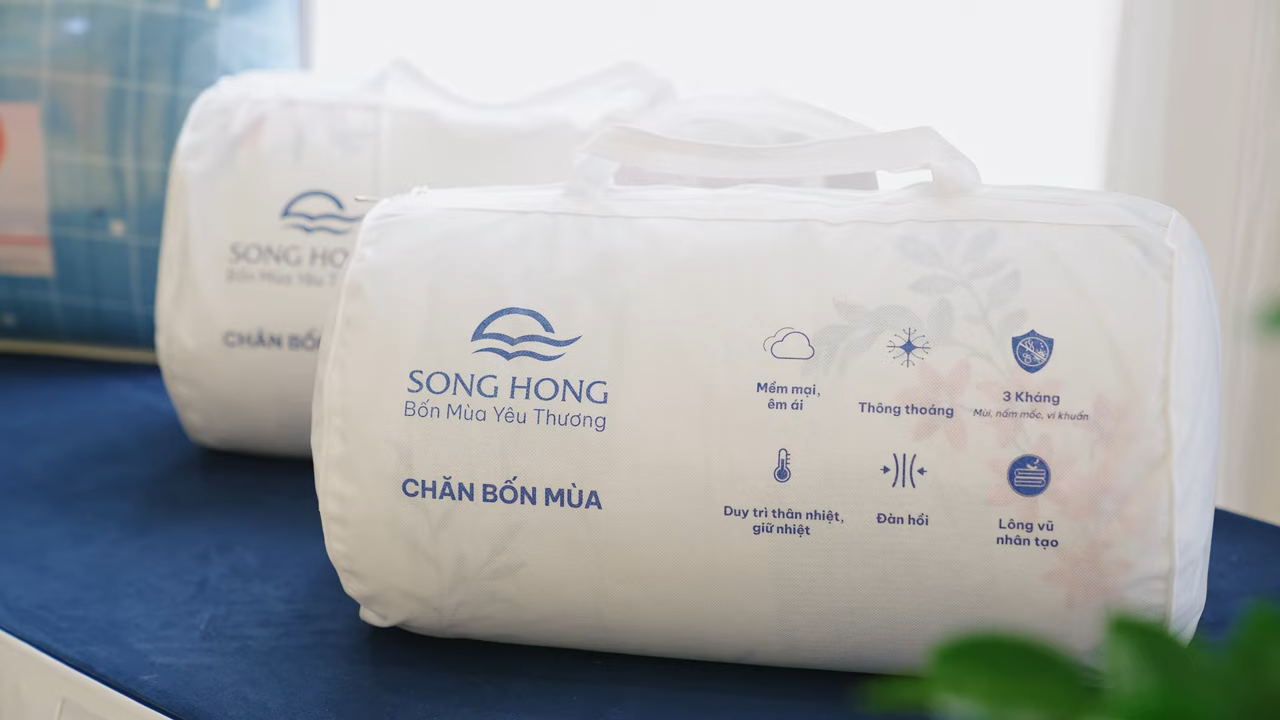 SONG HO
Bốn Mùa Yêu T
CHĂN BỐN
SONG HONG
Bốn Mùa Yêu Thương
CHĂN BỐN MÙA
Mềm mại,
êm ái
Thông thoáng
3 Kháng
Mùi, nấm mốc, vi khuẩn
Duy trì thân nhiệt,
giữ nhiệt
Đàn hồi
Lông vũ
nhân tạo